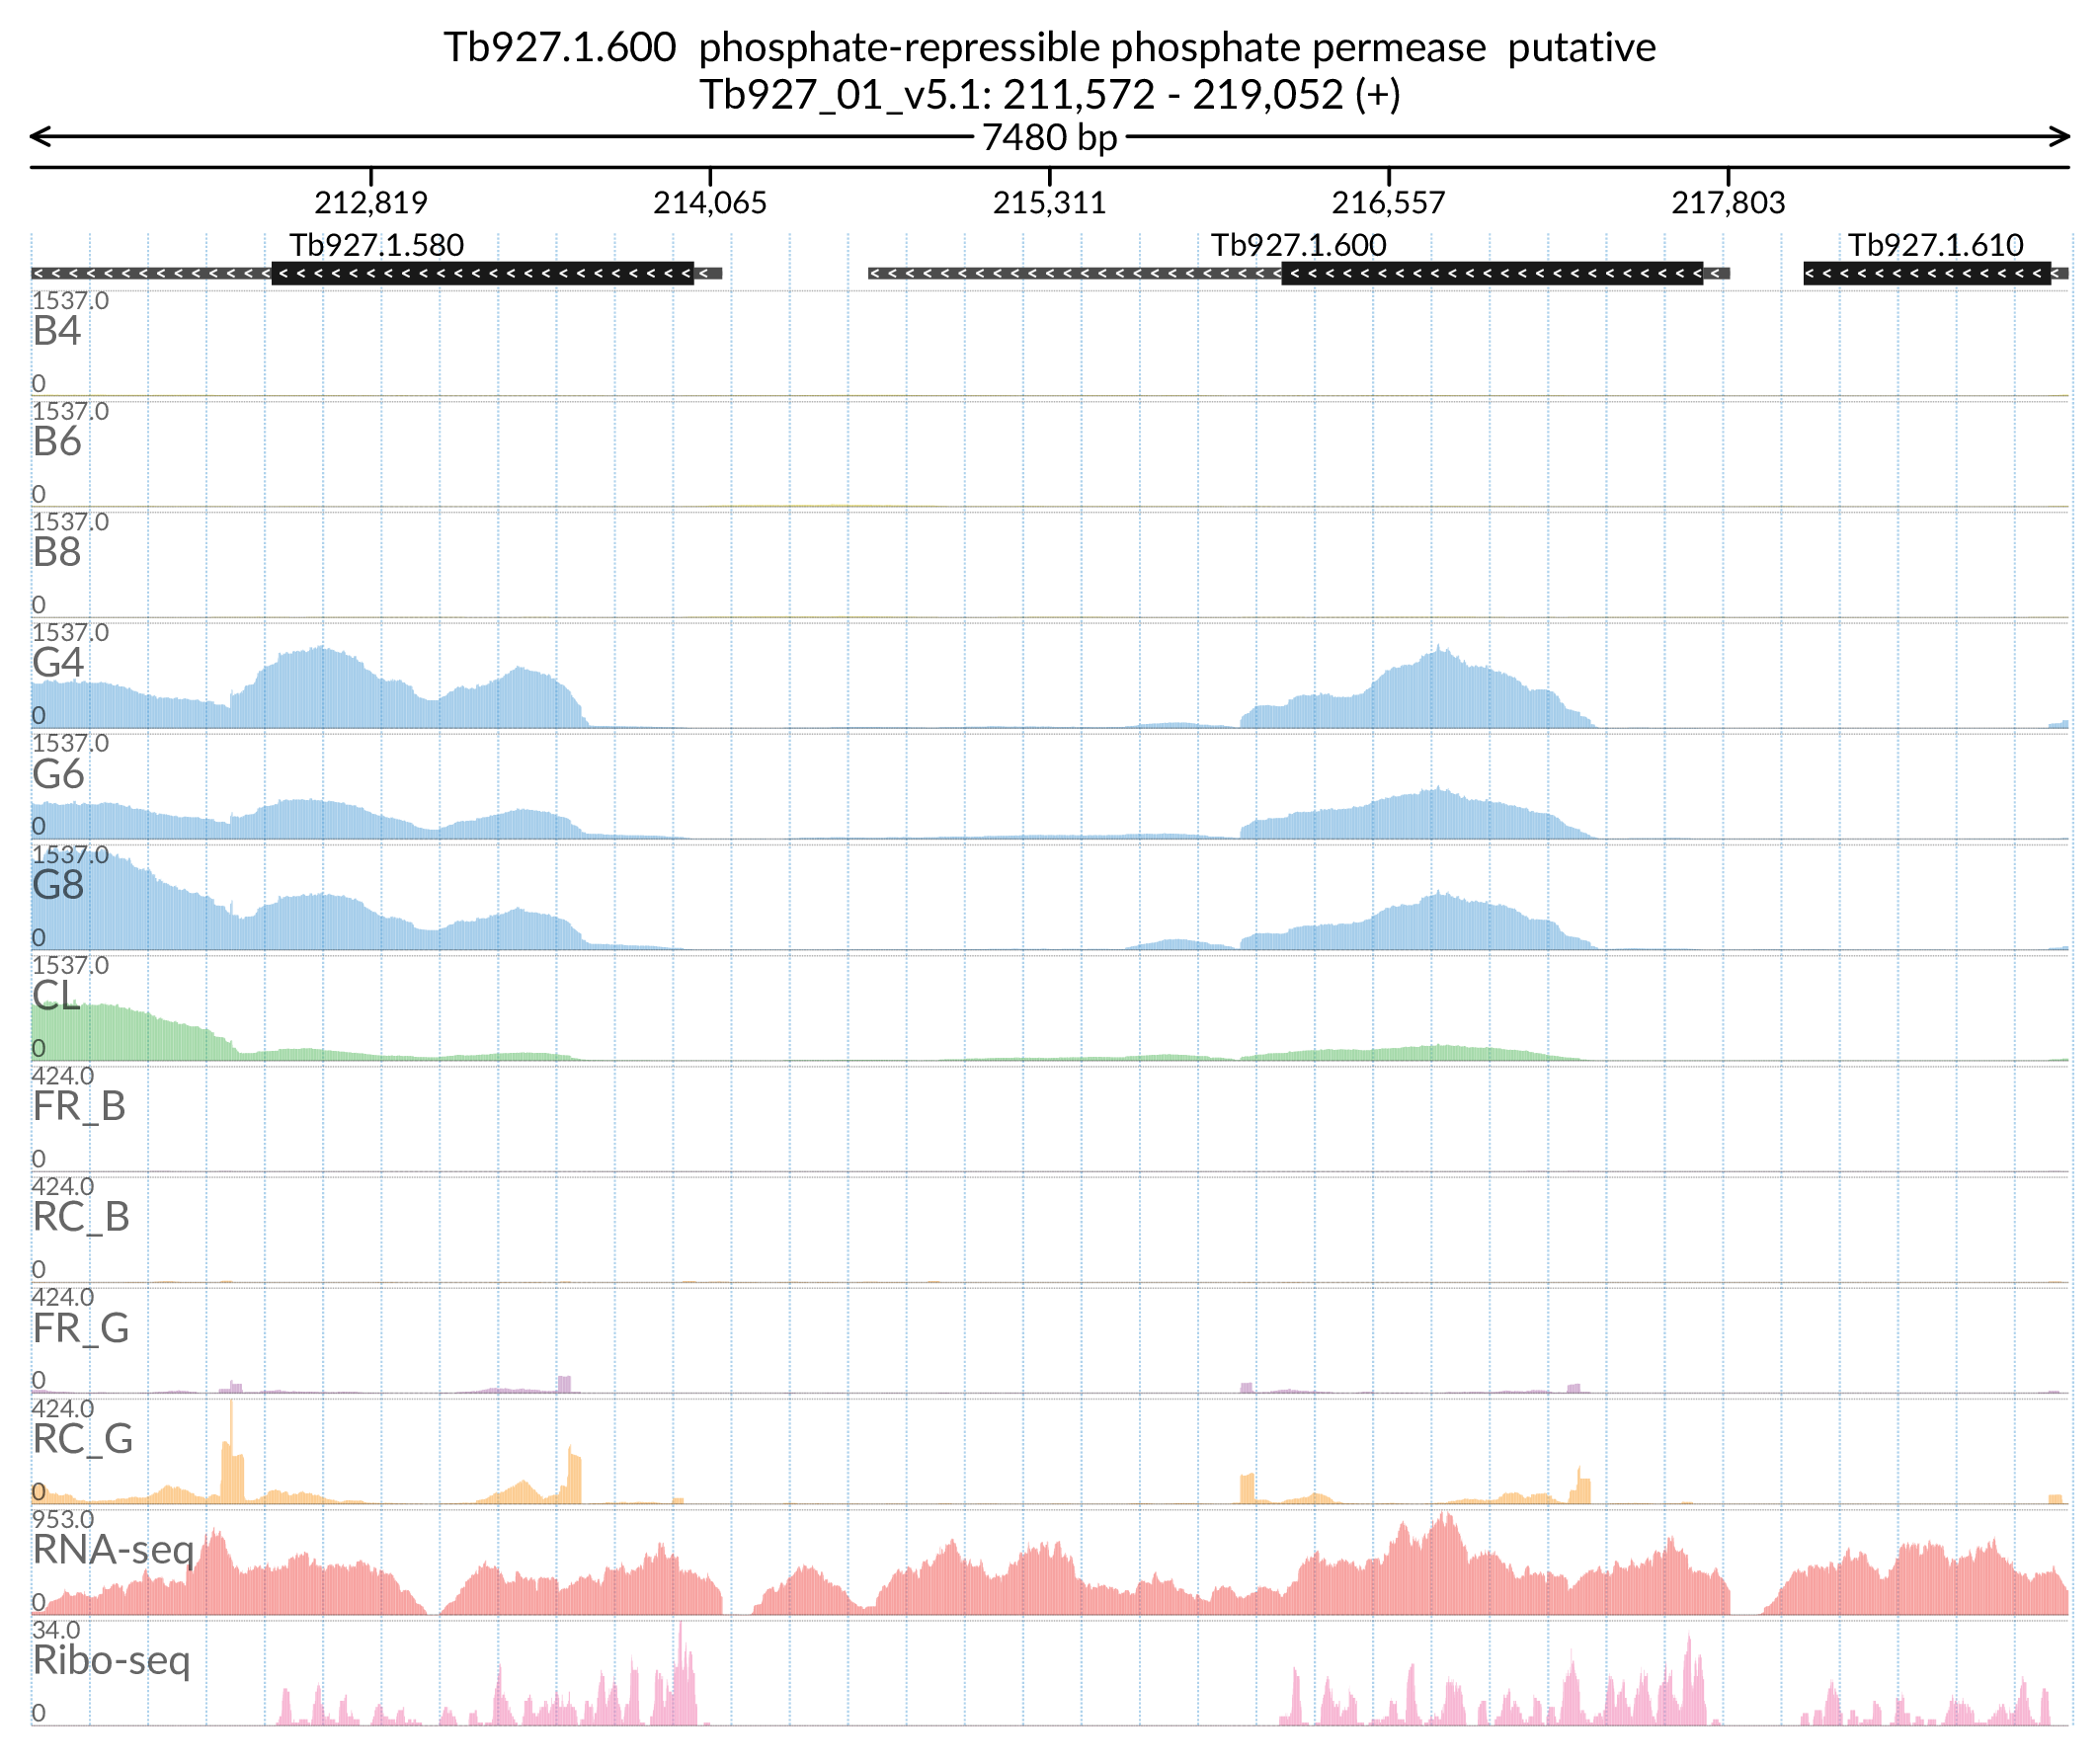 Tb927.1.600  phosphate-repressible phosphate permease  putative
Tb927_01_v5.1: 211,572 - 219,052 (+)
7480 bp
212,819 214,065 215,311 216,557 217,803
Tb927.1.580 Tb927.1.600 Tb927.1.610
1537.0
B4
0
1537.0
B6
0
1537.0
B8
0
1537.0
G4
0
1537.0
G6
0
1537.0
G8
0
1537.0
CL
0
424.0
FR_B
0
424.0
RC_B
0
424.0
FR_G
0
424.0
RC_G
0
953.0
RNA-seq
0
34.0
Ribo-seq
0